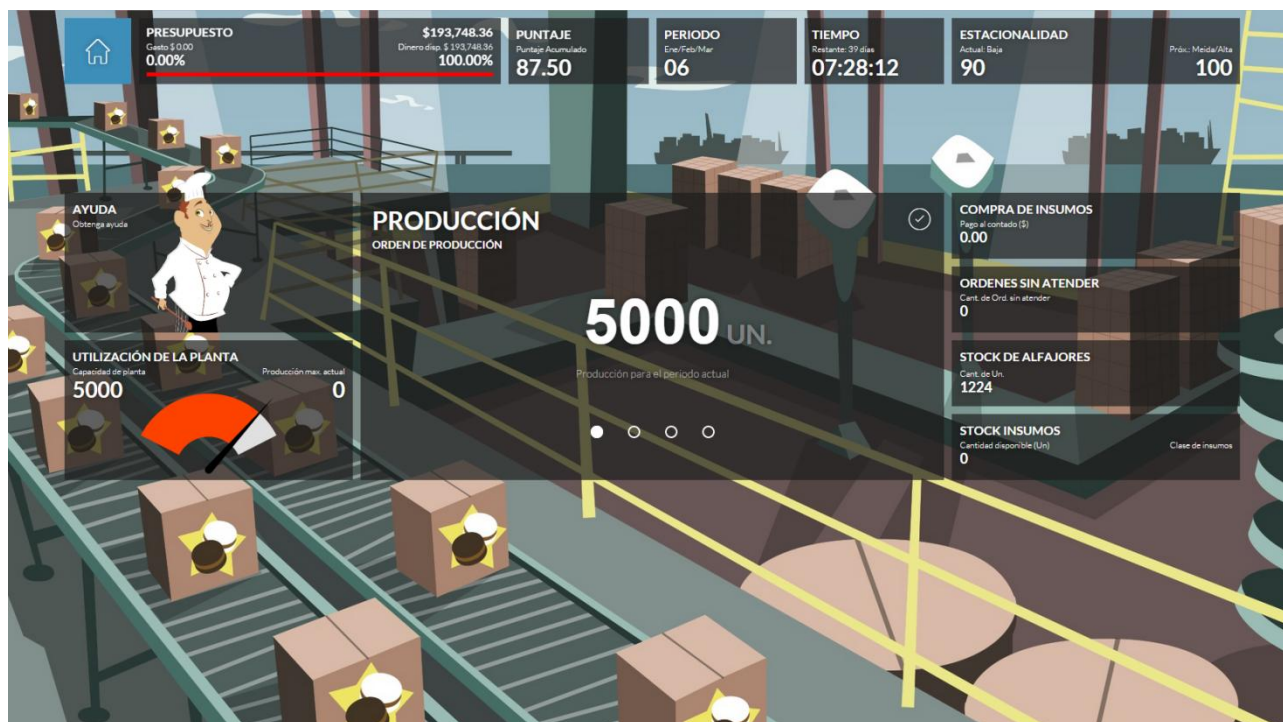 PRESUPUESTO
$193,748.36
Gasto $ 0.00
Dinero disp. $ 193,748.36
0.00%
100.00%
PUNTAJE
Puntaje Acumulado
87.50
PERIODO
Ene/Feb/Mar
06
TIEMPO
Restante: 39 días
07:28:12
ESTACIONALIDAD
Actual: Baja
Próx.: Meida/Alta
90
100
AYUDA
Obtenga ayuda
PRODUCCIÓN
ORDEN DE PRODUCCIÓN
5000 UN.
Producción para el periodo actual
UTILIZACIÓN DE LA PLANTA
Capacidad de planta
Producción max. actual
5000
0
COMPRA DE INSUMOS
Pago al contado ($)
0.00
ORDENES SIN ATENDER
Cant. de Ord. sin atender
0
STOCK DE ALFAJORES
Cant. de Un.
1224
STOCK INSUMOS
Cantidad disponible (Un)
Clase de insumos
0